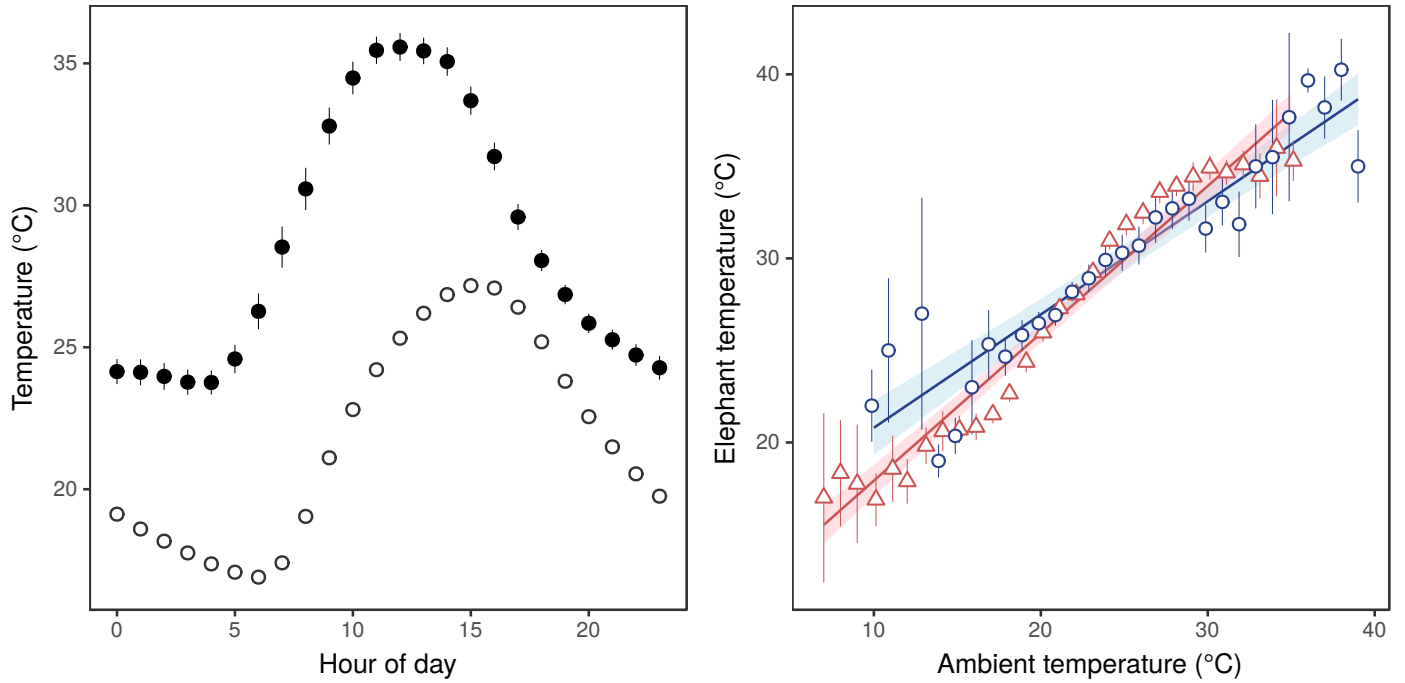 Temperature (°C)
35
30
25
20
0 5 10 15 20
Hour of day
Elephant temperature (°C)
40
30
20
10 20 30 40
Ambient temperature (°C)